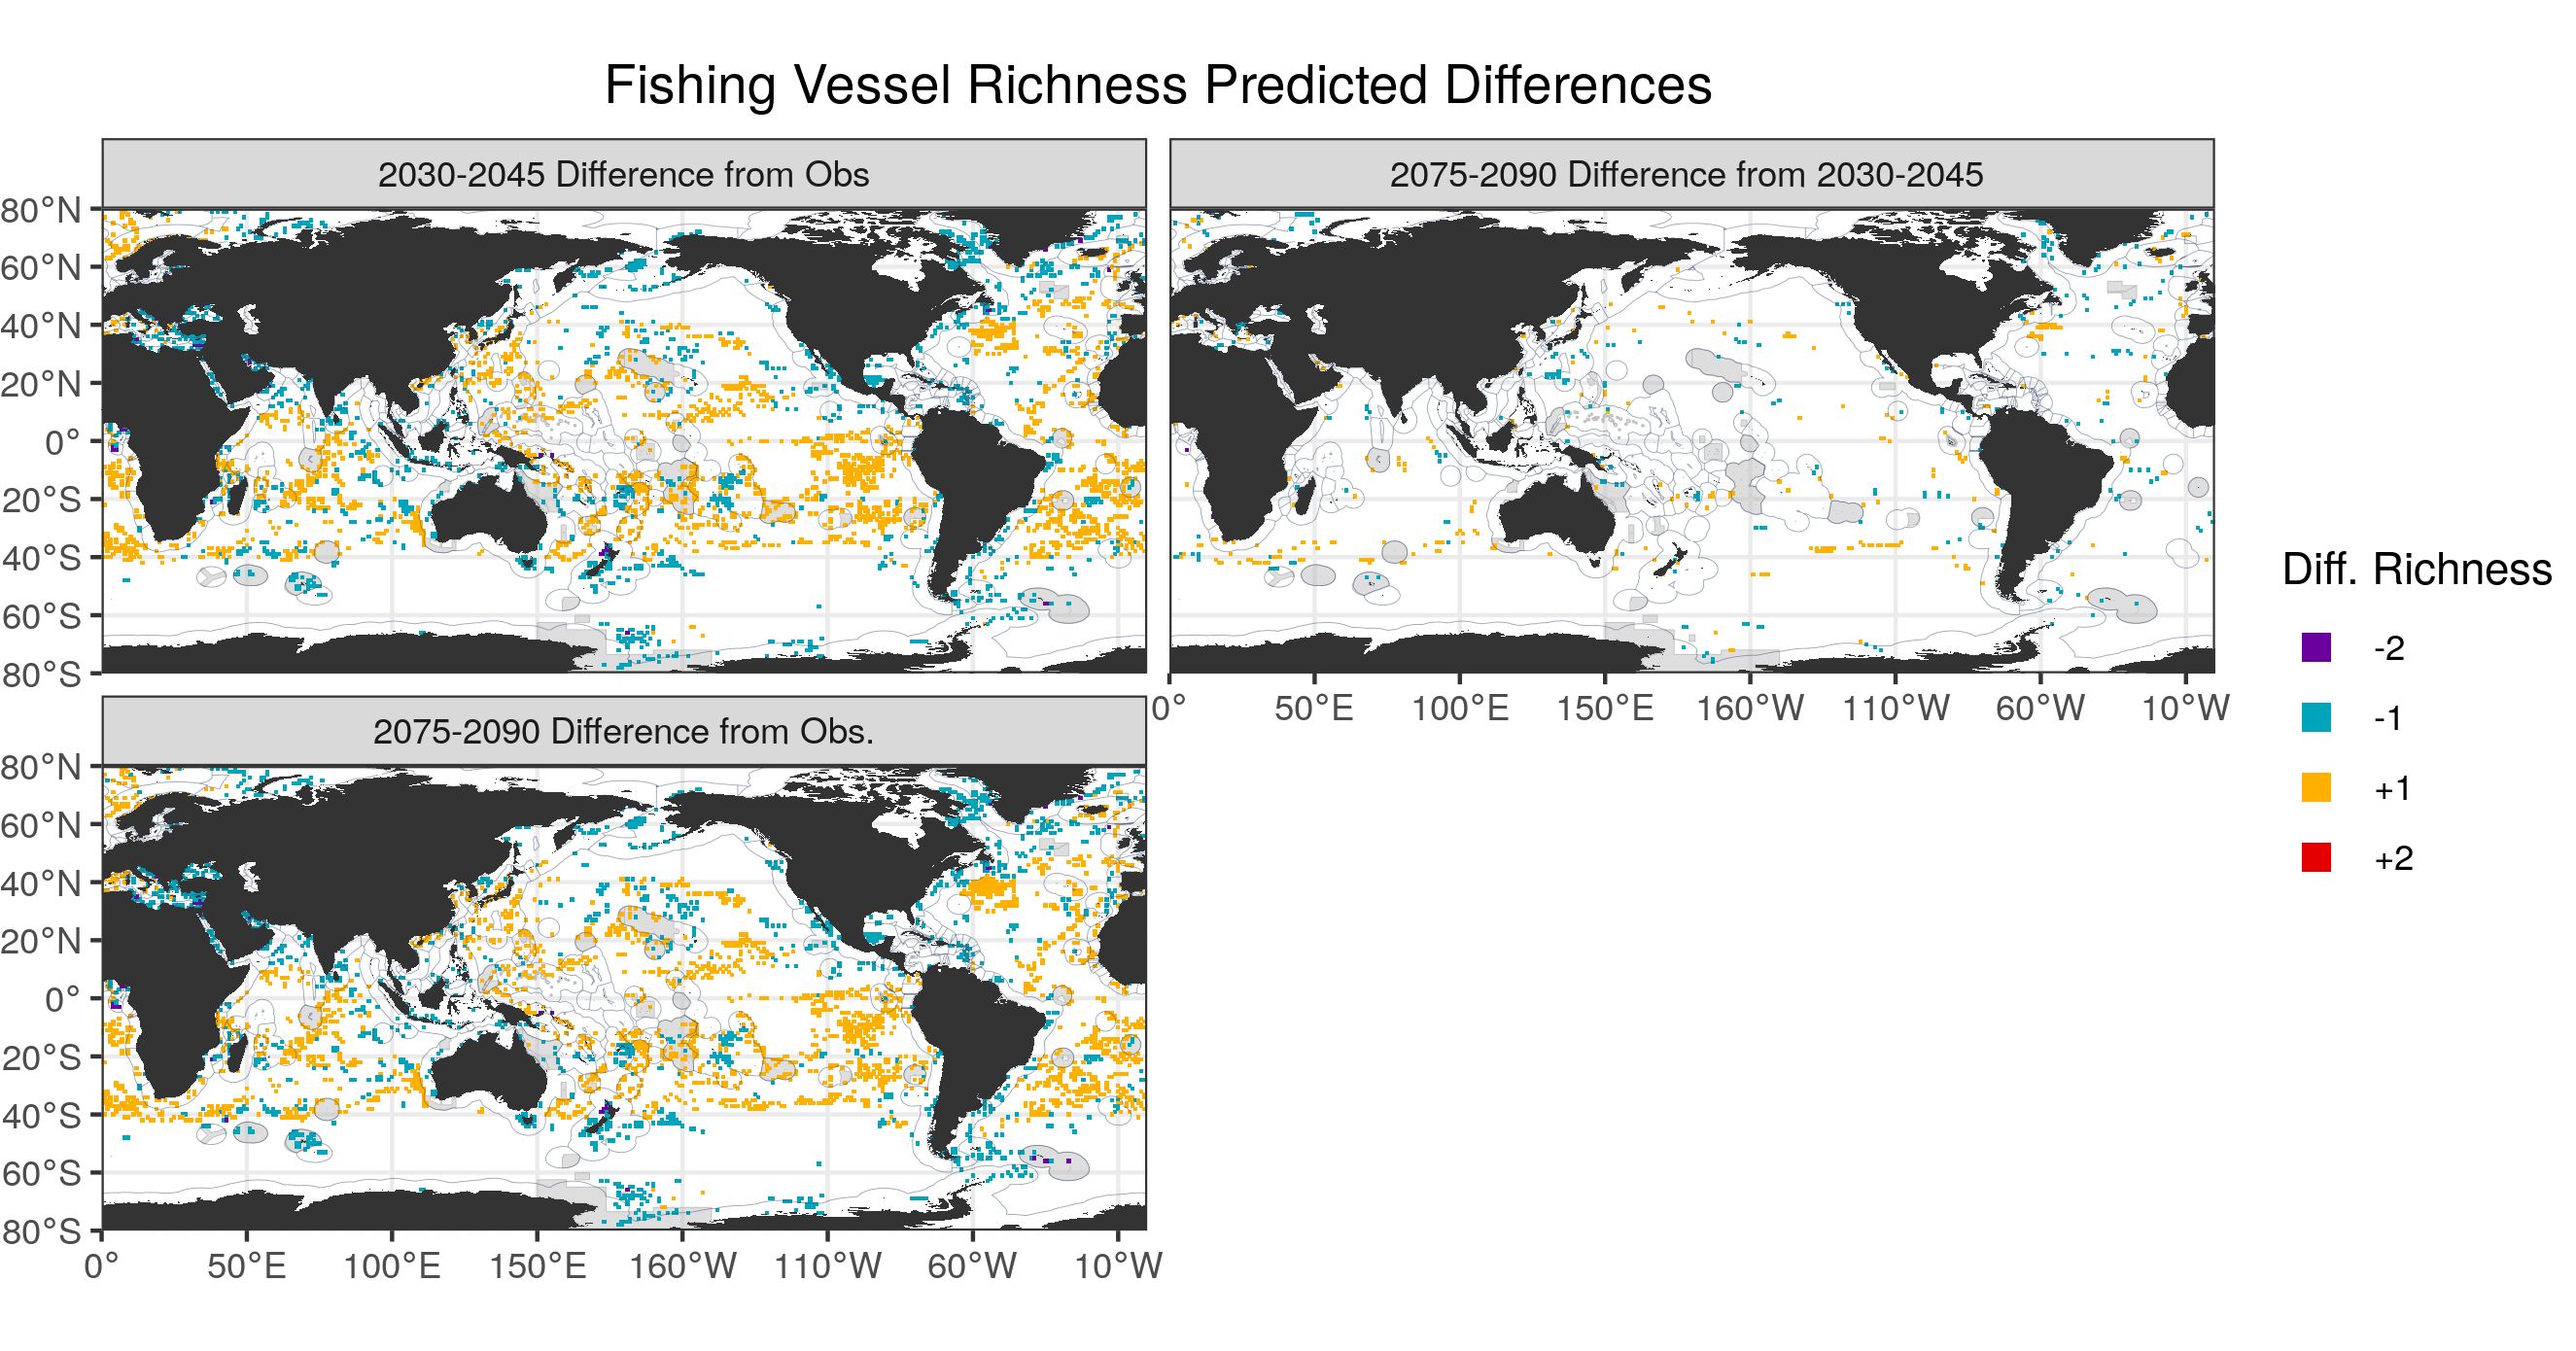 Fishing Vessel Richness Predicted Differences
2030-2045 Difference from Obs
2075-2090 Difference from 2030-2045
80°N
60°N
40°N
20°N
0°
20°S
40°S
60°S
80°S
0° 50°E 100°E 150°E 160°W 110°W 60°W 10°W
2075-2090 Difference from Obs.
80°N
60°N
40°N
20°N
0°
20°S
40°S
60°S
80°S
0° 50°E 100°E 150°E 160°W 110°W 60°W 10°W
Diff. Richness
-2
-1
+1
+2